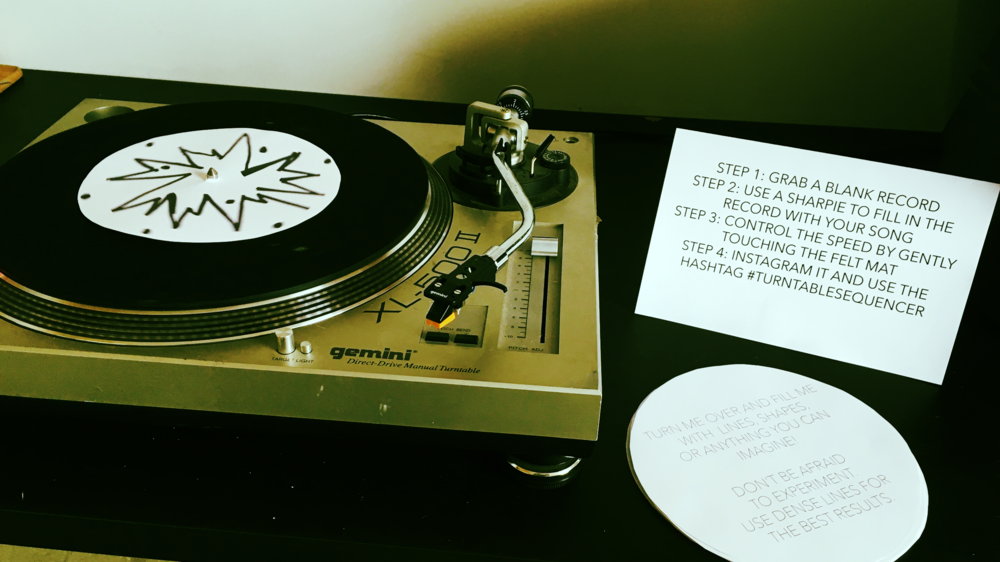 XL-500 II
gemini
Direct-Drive Manual Turntable
STEP 1: GRAB A BLANK RECORD
STEP 2: USE A SHARPIE TO FILL IN THE
RECORD WITH YOUR SONG
STEP 3: CONTROL THE SPEED BY GENTLY
TOUCHING THE FELT MAT
STEP 4: INSTAGRAM IT AND USE THE
HASHTAG #TURNTABLESEQUENCER
TURN ME OVER AND FILL ME
WITH LINES, SHAPES,
OR ANYTHING YOU CAN
IMAGINE!
DON'T BE AFRAID
TO EXPERIMENT.
USE DENSE LINES FOR
THE BEST RESULTS